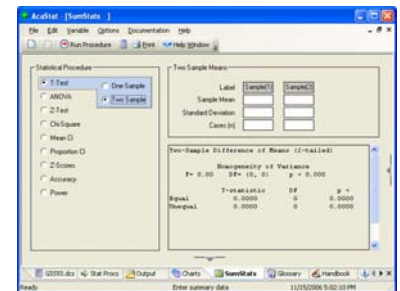 AcaStat - [SumStats ]
File Edit Variable Options Documentation Help
Run Procedure Print Help Window
Statistical Procedure
T-Test
One Sample
Two Sample
ANOVA
Z-Test
Chi-Square
Mean CI
Proportion CI
Z-Scores
Accuracy
Power
Two Sample Means
Label Sample(1) Sample(2)
Sample Mean
Standard Deviation
Cases (n)
Two-Sample Difference of Means (2-tailed)
Homogeneity of Variance
F= 0.00 DF= (0, 0) p < 0.000
T-statistic DF p <
Equal 0.0000 0 0.0000
Unequal 0.0000 0 0.0000
GSS93.dcx Stat Procs Output Charts SumStats Glossary Handbook
Ready Enter summary data 11/15/2006 5:02:10 PM